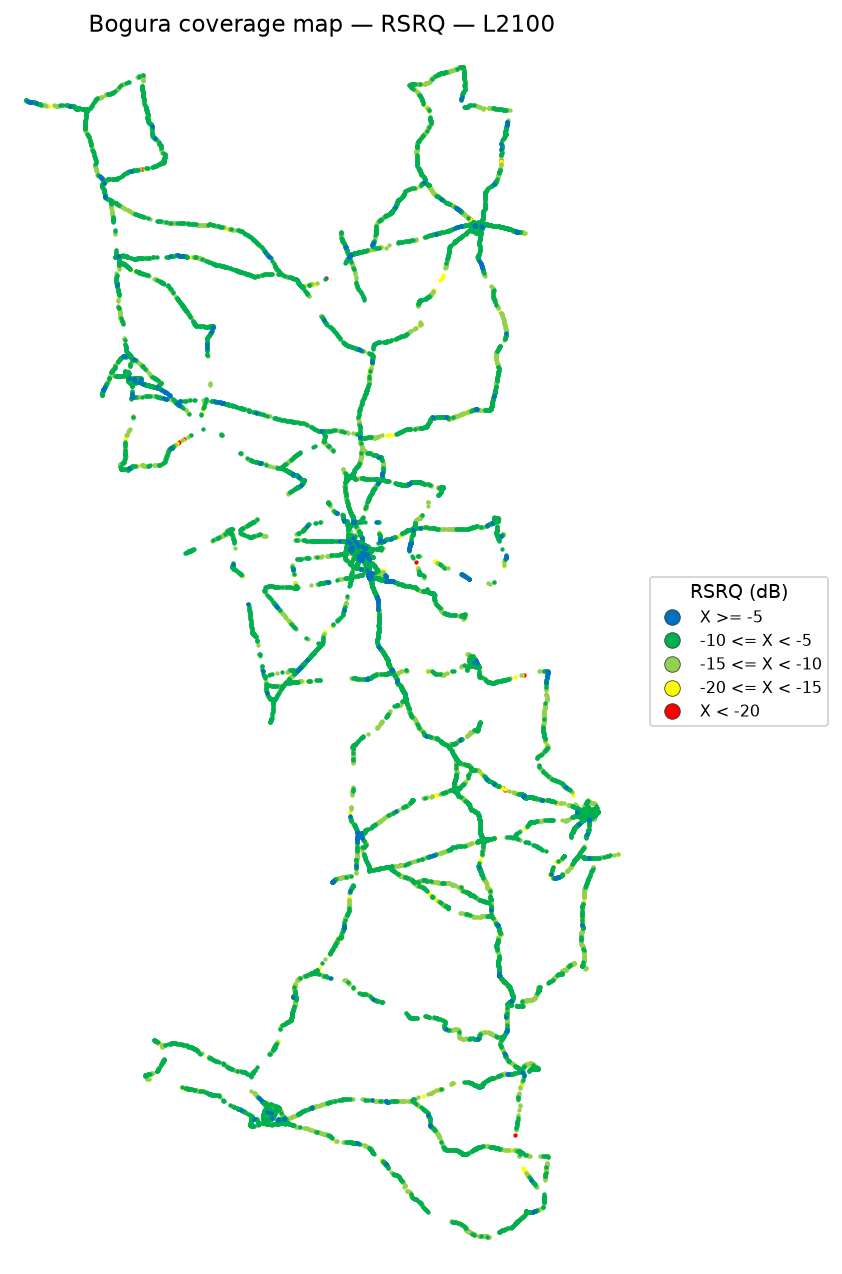 Bogura coverage map — RSRQ — L2100
RSRQ (dB)
X >= -5
-10 <= X < -5
-15 <= X < -10
-20 <= X < -15
X < -20